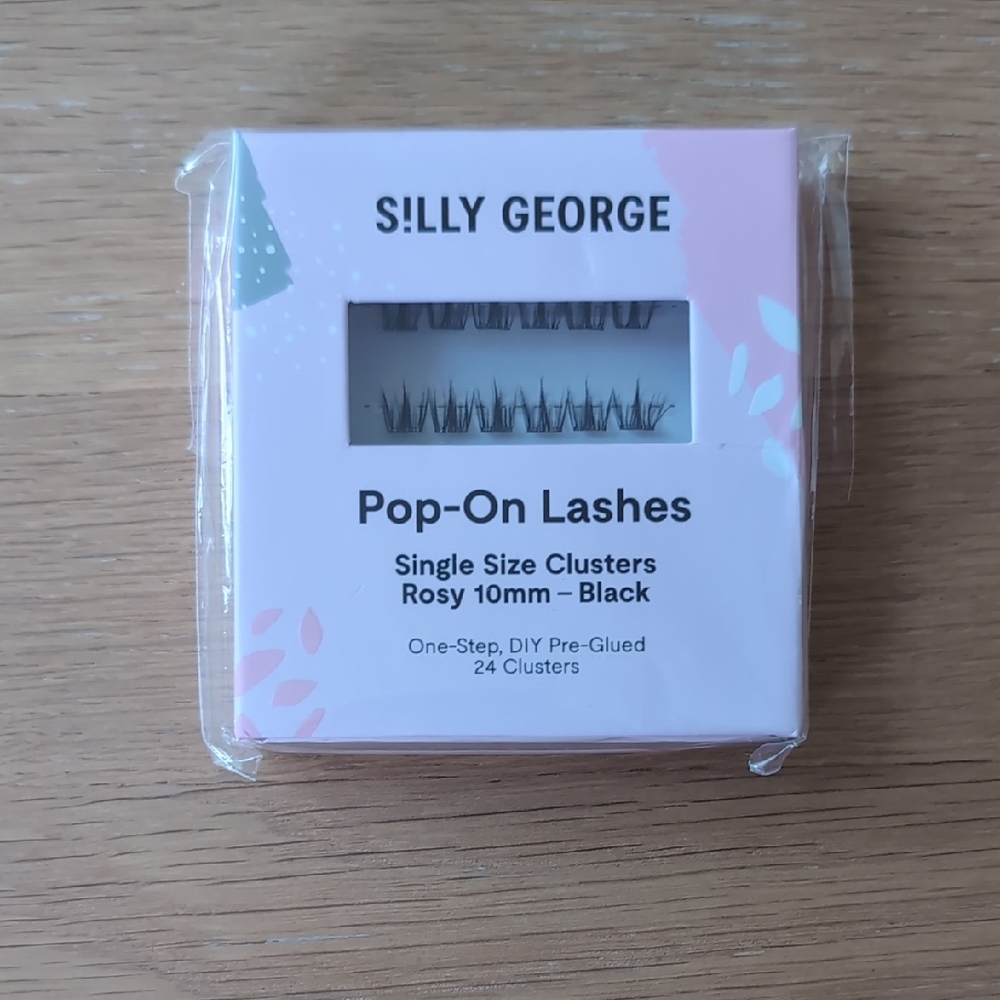 S!LLY GEORGE
Pop-On Lashes
Single Size Clusters
Rosy 10mm – Black
One-Step, DIY Pre-Glued
24 Clusters